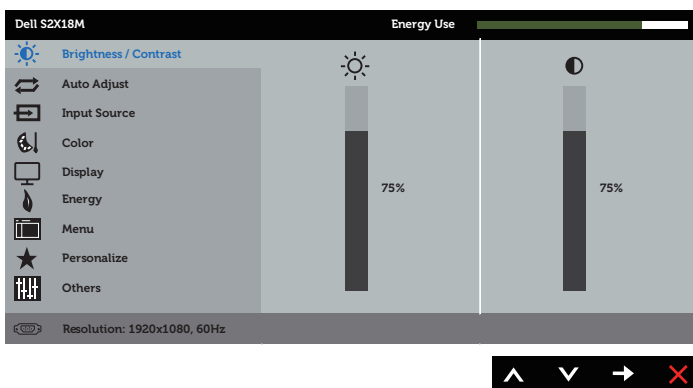 Dell S2X18M Energy Use
Brightness / Contrast
Auto Adjust
Input Source
Color
Display
75% 75%
Energy
Menu
Personalize
Others
Resolution: 1920x1080, 60Hz